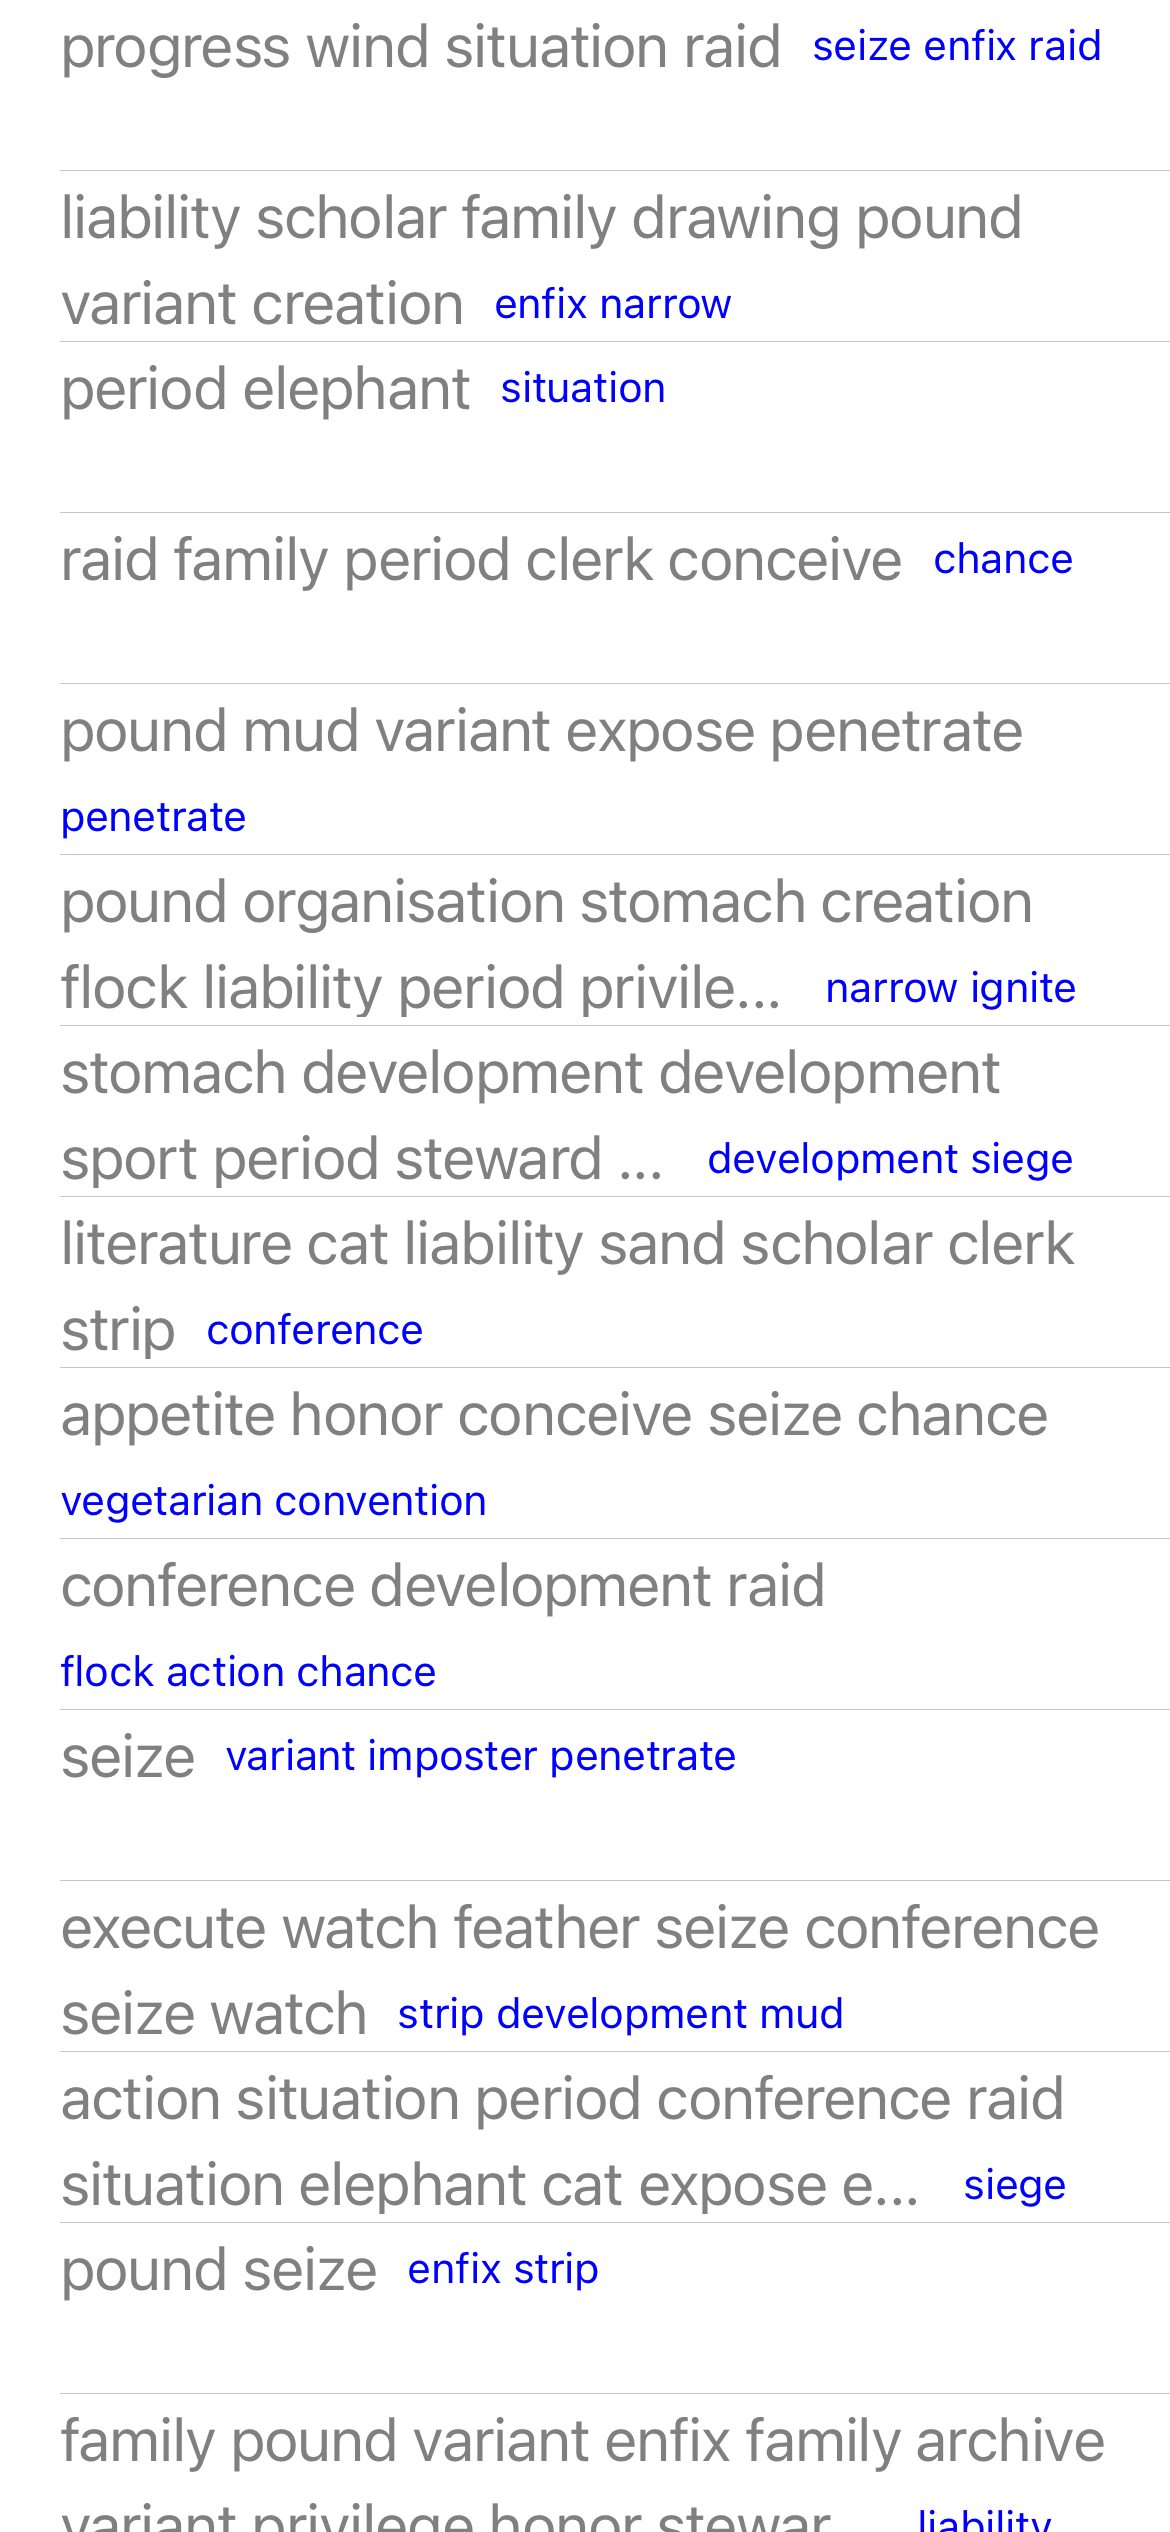 progress wind situation raid seize enfix raid
liability scholar family drawing pound
variant creation enfix narrow
period elephant situation
raid family period clerk conceive chance
pound mud variant expose penetrate
penetrate
pound organisation stomach creation
flock liability period privile... narrow ignite
stomach development development
sport period steward ... development siege
literature cat liability sand scholar clerk
strip conference
appetite honor conceive seize chance
vegetarian convention
conference development raid
flock action chance
seize variant imposter penetrate
execute watch feather seize conference
seize watch strip development mud
action situation period conference raid
situation elephant cat expose e... siege
pound seize enfix strip
family pound variant enfix family archive
variant privilege honor stewar... liability